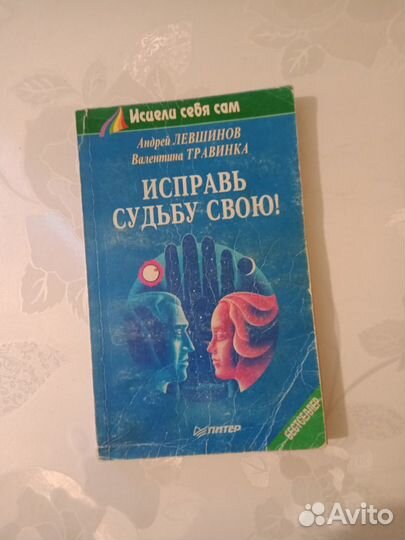 Исцели себя сам
Андрей ЛЕВШИНОВ
Валентина ТРАВИНКА
ИСПРАВЬ
СУДЬБУ СВОЮ!
БЕСТСЕЛЛЕР
ПИТЕР
Avito